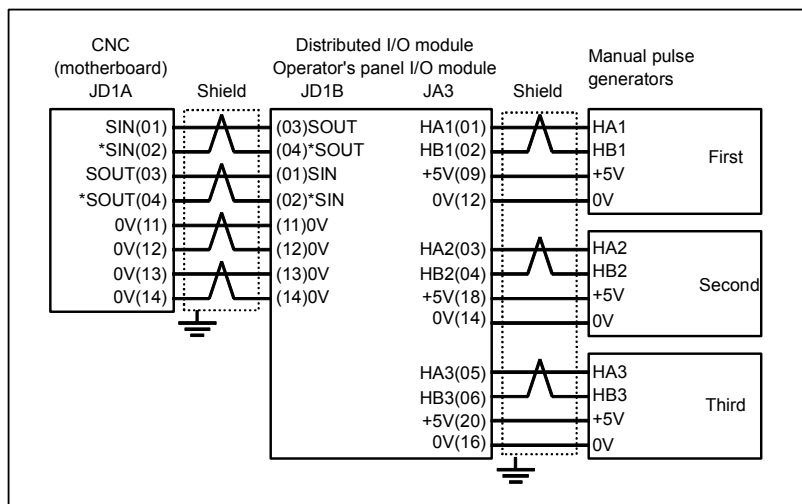 CNC
(motherboard)
JD1A
Shield
Distributed I/O module
Operator's panel I/O module
JD1B
JA3
Shield
Manual pulse
generators
SIN(01)
*SIN(02)
SOUT(03)
*SOUT(04)
0V(11)
0V(12)
0V(13)
0V(14)
(03)SOUT
(04)*SOUT
(01)SIN
(02)*SIN
(11)0V
(12)0V
(13)0V
(14)0V
HA1(01)
HB1(02)
+5V(09)
0V(12)
HA2(03)
HB2(04)
+5V(18)
0V(14)
HA3(05)
HB3(06)
+5V(20)
0V(16)
HA1
HB1
+5V
0V
First
HA2
HB2
+5V
0V
Second
HA3
HB3
+5V
0V
Third